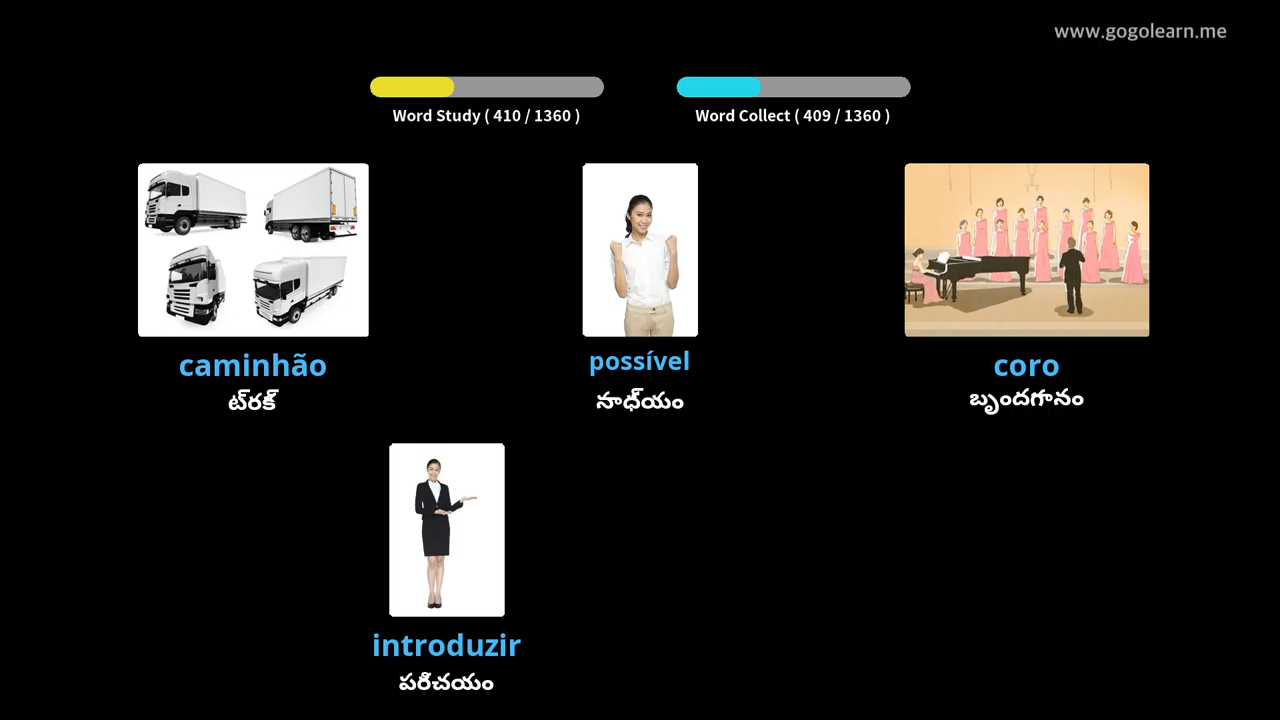 www.gogolearn.me
Word Study ( 410 / 1360 )
Word Collect ( 409 / 1360 )
caminhão
ట్‌రక్
possível
సాధ్‌యం
coro
బృందగానం
introduzir
పరిచయం